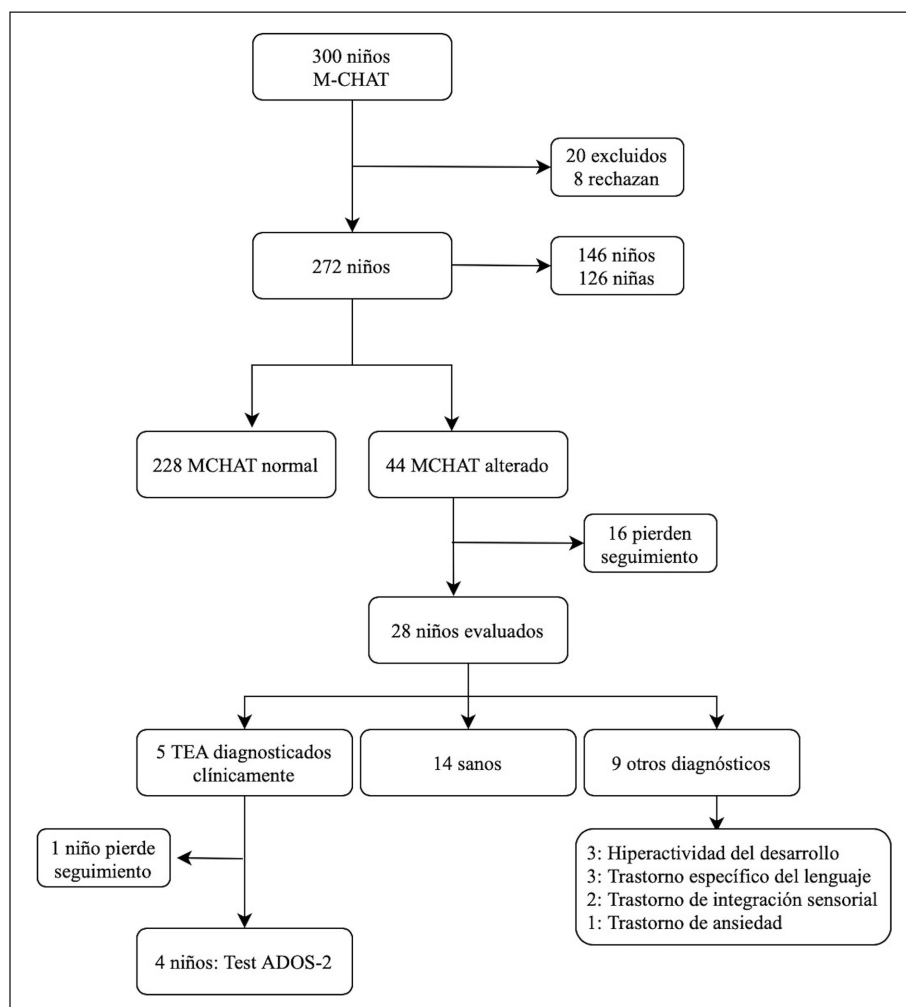 300 niños
M-CHAT
20 excluidos
8 rechazan
272 niños
146 niños
126 niñas
228 MCHAT normal
44 MCHAT alterado
16 pierden
seguimiento
28 niños evaluados
5 TEA diagnosticados
clínicamente
14 sanos
9 otros diagnósticos
1 niño pierde
seguimiento
3: Hiperactividad del desarrollo
3: Trastorno específico del lenguaje
2: Trastorno de integración sensorial
1: Trastorno de ansiedad
4 niños: Test ADOS-2